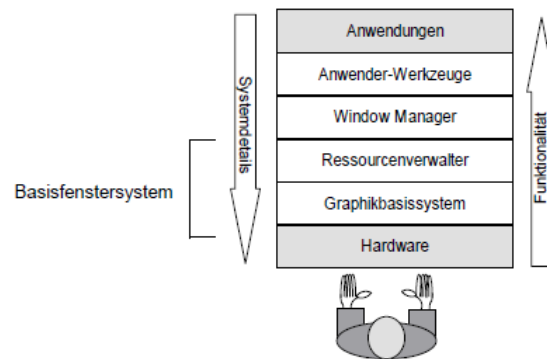 Anwendungen
Anwender-Werkzeuge
Window Manager
Ressourcenverwalter
Graphikbasissystem
Hardware
Systemdetails
Funktionalität
Basisfenstersystem